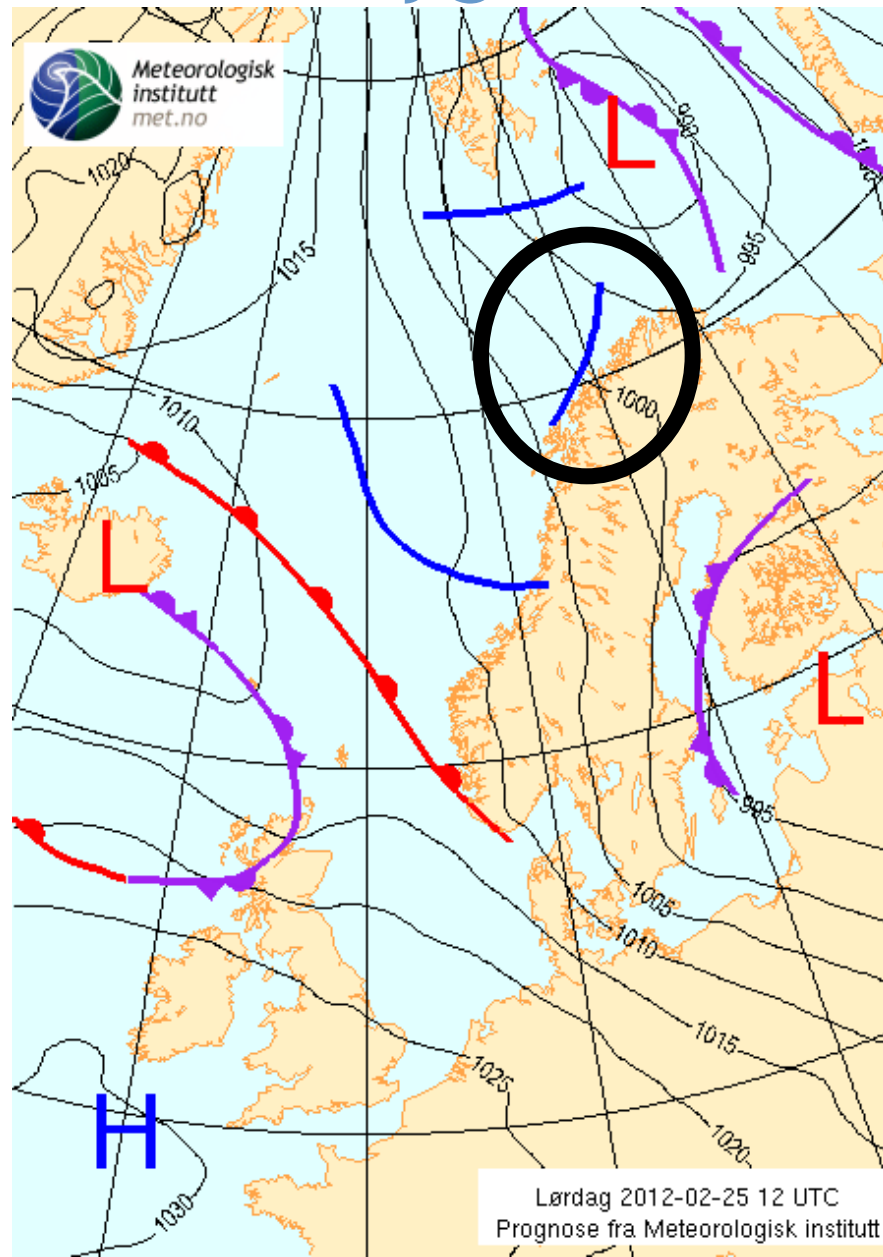 Meteorologisk
institutt
met.no
L
990
1020
1015
995
1010
1000
1005
L
L
995
1005
1010
1015
1025
H
1020
1030
Lørdag 2012-02-25 12 UTC
Prognose fra Meteorologisk institutt